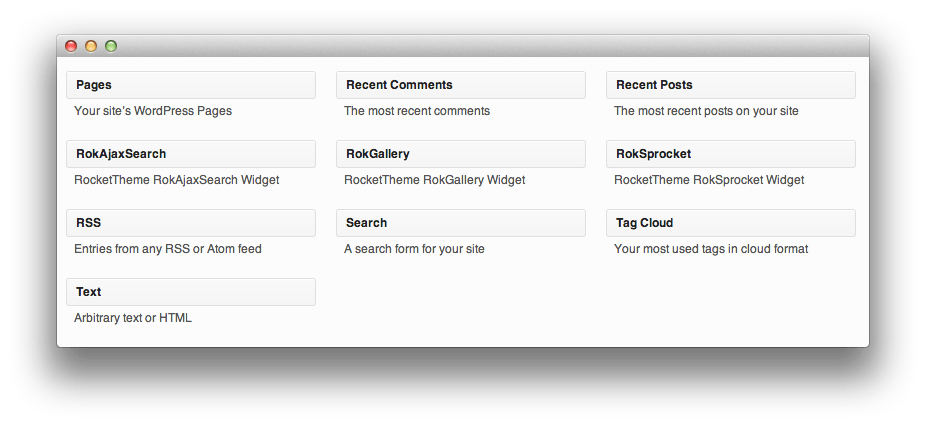 Pages
Your site's WordPress Pages
Recent Comments
The most recent comments
Recent Posts
The most recent posts on your site
RokAjaxSearch
RocketTheme RokAjaxSearch Widget
RokGallery
RocketTheme RokGallery Widget
RokSprocket
RocketTheme RokSprocket Widget
RSS
Entries from any RSS or Atom feed
Search
A search form for your site
Tag Cloud
Your most used tags in cloud format
Text
Arbitrary text or HTML